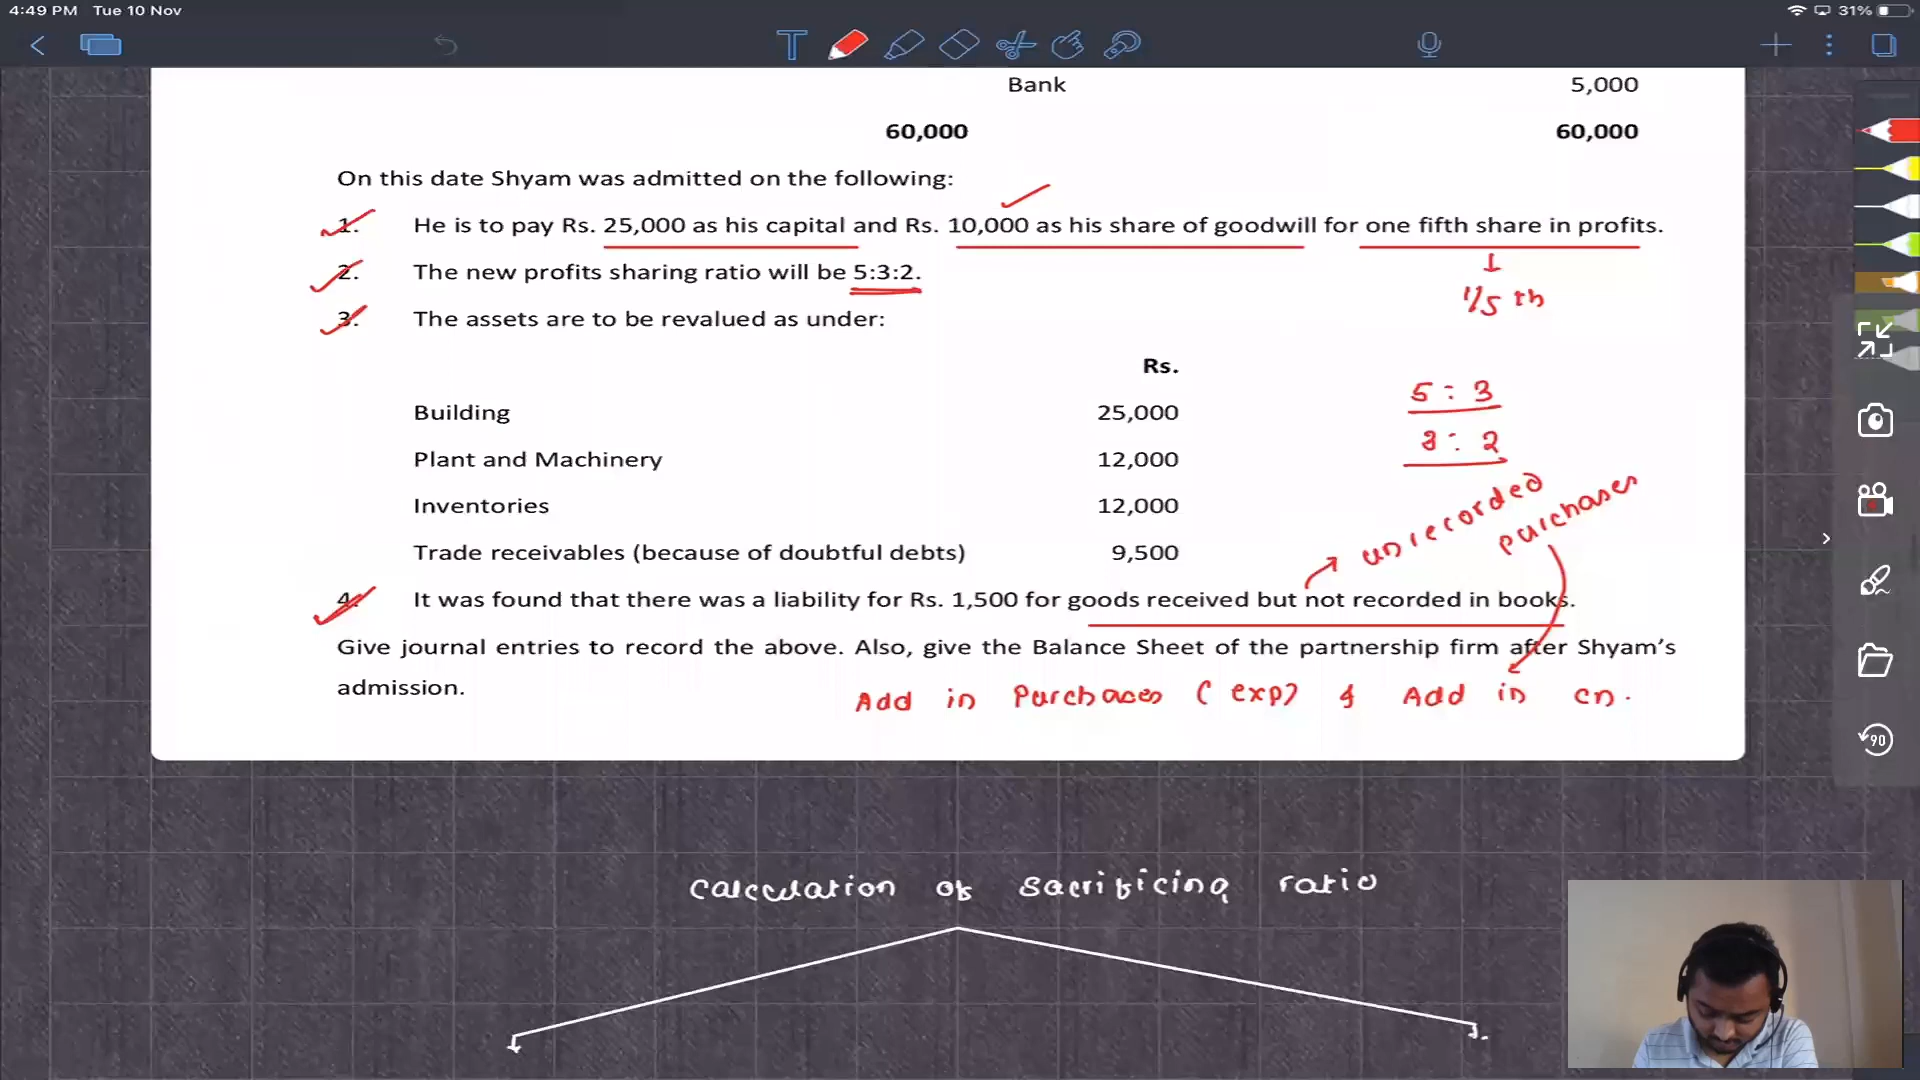 4:49 PM Tue 10 Nov
31%
Bank 5,000
60,000 60,000
On this date Shyam was admitted on the following:
1. He is to pay Rs. 25,000 as his capital and Rs. 10,000 as his share of goodwill for one fifth share in profits.
2. The new profits sharing ratio will be 5:3:2.
1/5 th
3. The assets are to be revalued as under:
Rs.
5 : 3
Building 25,000
3 : 2
Plant and Machinery 12,000
unrecorded
purchases
Inventories 12,000
Trade receivables (because of doubtful debts) 9,500
4. It was found that there was a liability for Rs. 1,500 for goods received but not recorded in books.
Give journal entries to record the above. Also, give the Balance Sheet of the partnership firm after Shyam’s
admission.
Add in Purchases (exp) & Add in cr.
90
calculation of sacrificing ratio